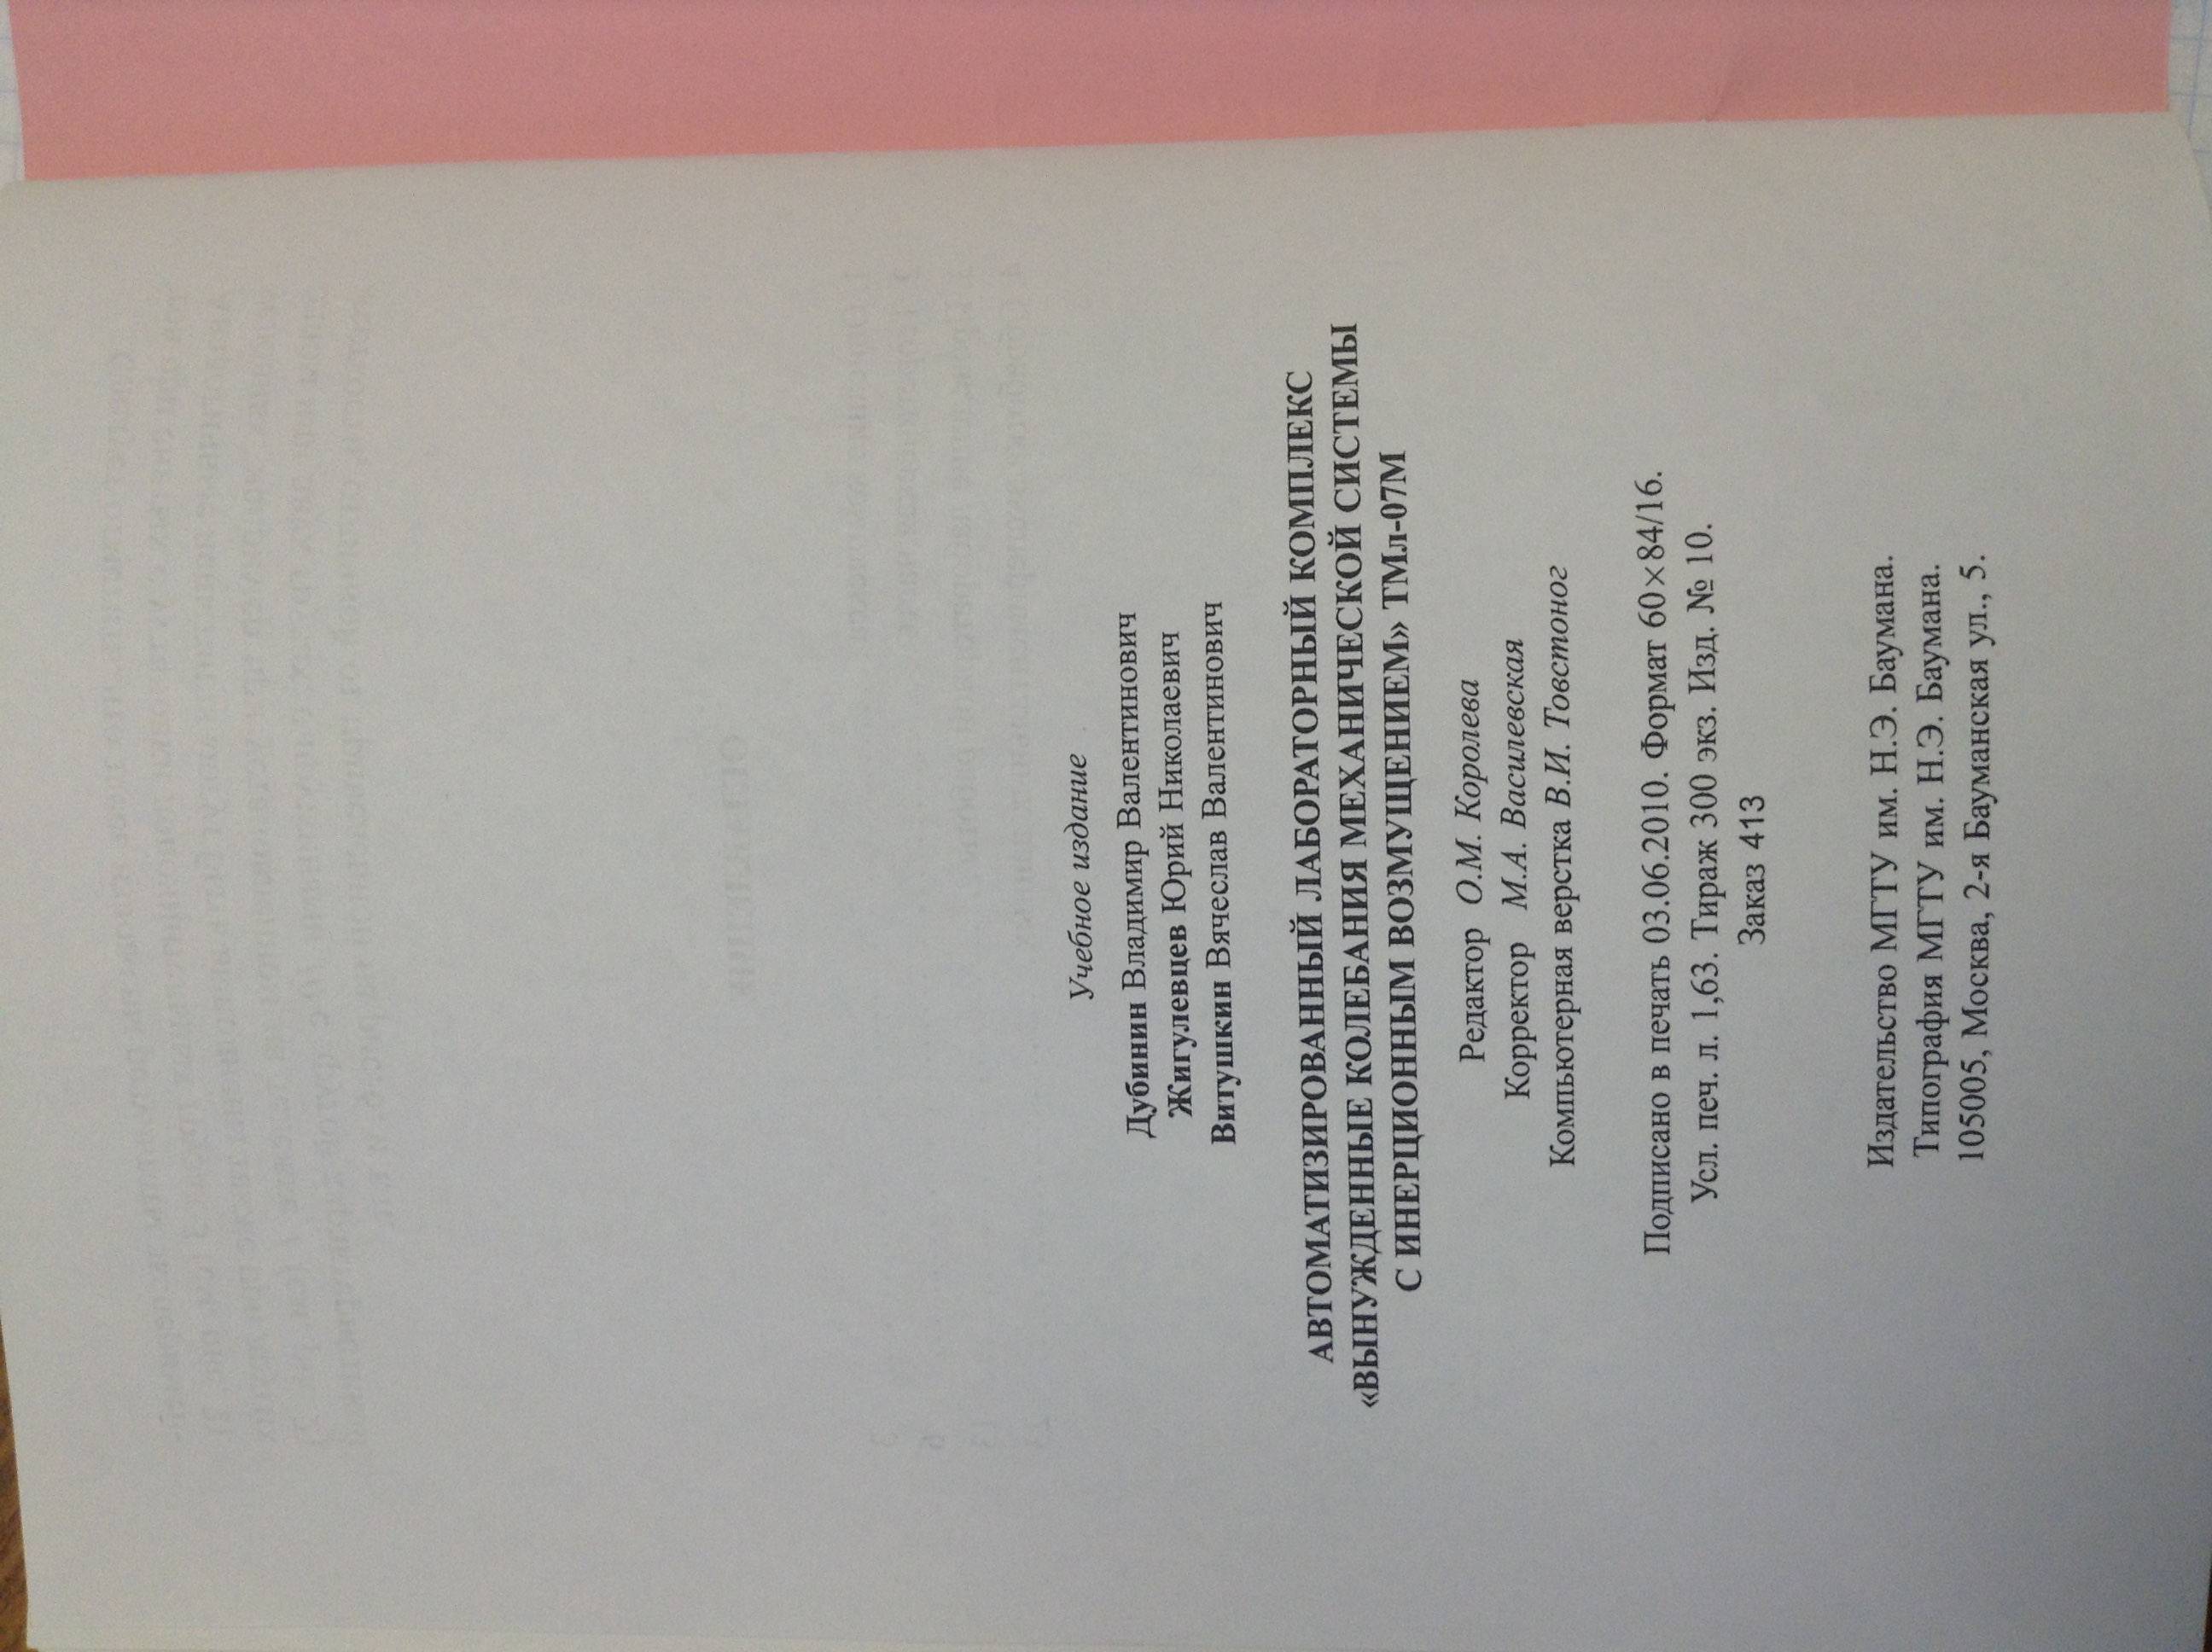 Учебное издание
Дубинин Владимир Валентинович
Жигулевцев Юрий Николаевич
Витушкин Вячеслав Валентинович
АВТОМАТИЗИРОВАННЫЙ ЛАБОРАТОРНЫЙ КОМПЛЕКС
«ВЫНУЖДЕННЫЕ КОЛЕБАНИЯ МЕХАНИЧЕСКОЙ СИСТЕМЫ
С ИНЕРЦИОННЫМ ВОЗМУЩЕНИЕМ» ТМл-07М
Редактор О.М. Королева
Корректор М.А. Василевская
Компьютерная верстка В.И. Товстоног
Подписано в печать 03.06.2010. Формат 60×84/16.
Усл. печ. л. 1,63. Тираж 300 экз. Изд. № 10.
Заказ 413
Издательство МГТУ им. Н.Э. Баумана.
Типография МГТУ им. Н.Э. Баумана.
105005, Москва, 2-я Бауманская ул., 5.